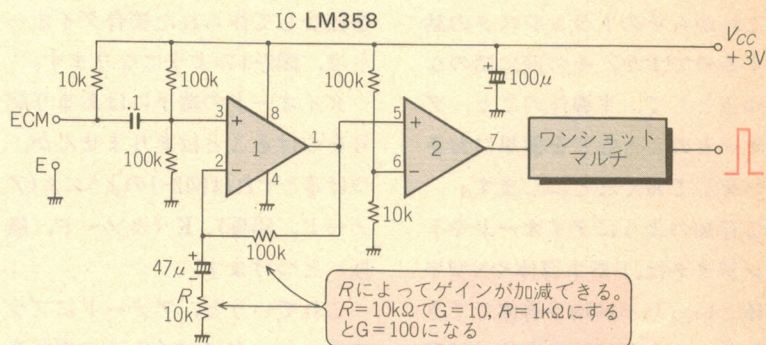 IC LM358
VCC
+3V
10k
100k
100k
100μ
+
−
ECM
.1
3
8
+
1
1
5
+
2
7
ワンショット
マルチ
E
100k
2
−
4
6
−
100k
10k
47μ
+
−
R
10k
Rによってゲインが加減できる。
R=10kΩでG=10, R=1kΩにする
とG=100になる